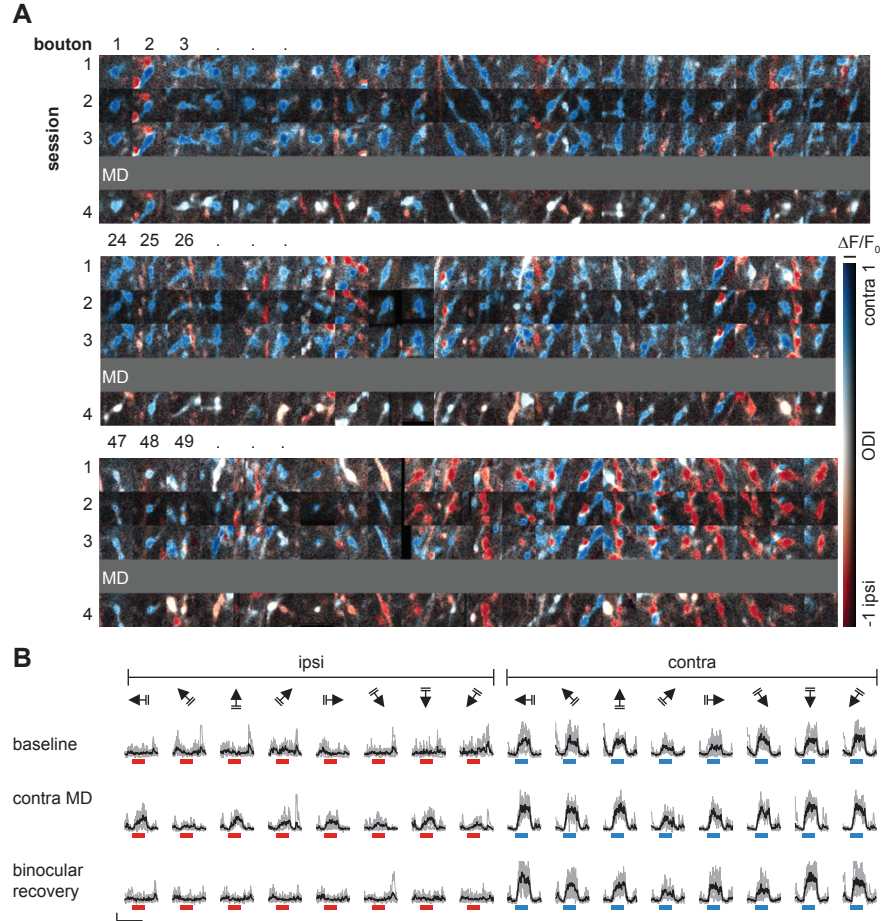 A
bouton 1 2 3 . . .
session
1
2
3
MD
4
24 25 26 . . .
1
2
3
MD
4
47 48 49 . . .
1
2
3
MD
4
ΔF/F0
contra 1
ODI
-1 ipsi
B
ipsi contra
baseline
contra MD
binocular
recovery